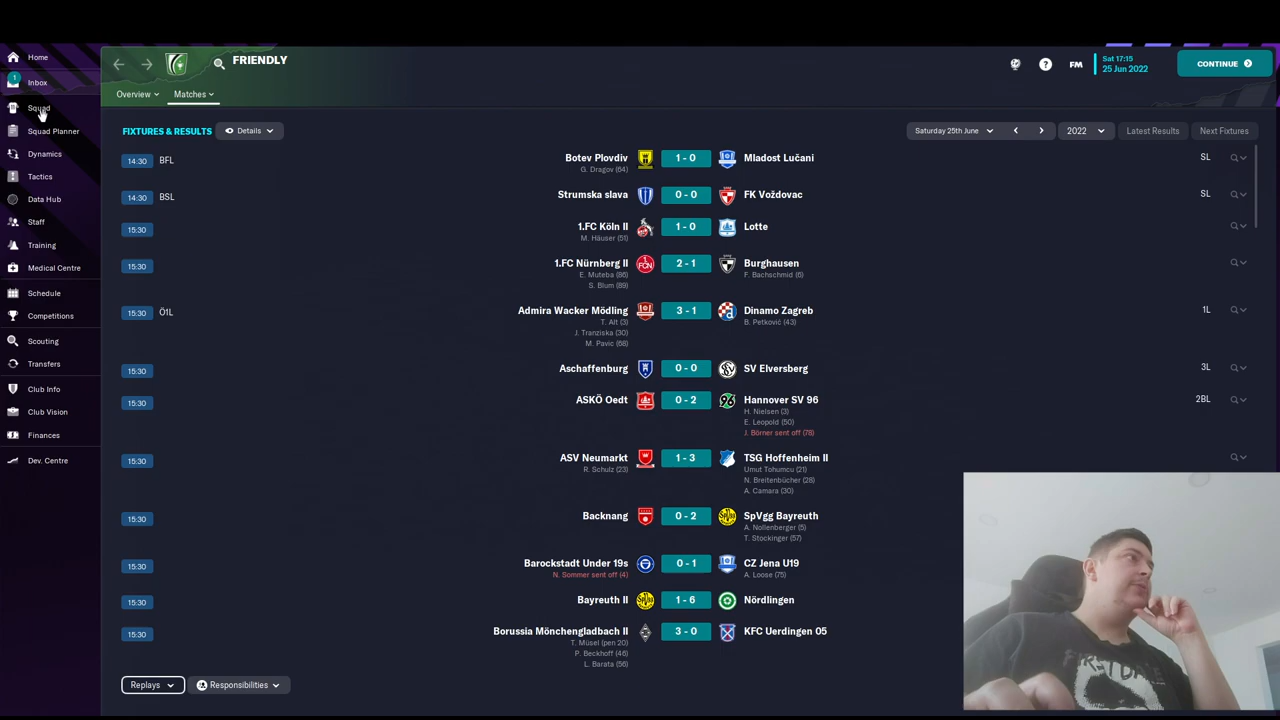 Home
1
Inbox
Squad
Squad Planner
Dynamics
Tactics
Data Hub
Staff
Training
Medical Centre
Schedule
Competitions
Scouting
Transfers
Club Info
Club Vision
Finances
Dev. Centre
FRIENDLY
FM
Sat 17:15
25 Jun 2022
CONTINUE
Overview
Matches
FIXTURES & RESULTS
Details
Saturday 25th June
2022
Latest Results
Next Fixtures
14:30 BFL Botev Plovdiv 1 - 0 Mladost Lučani SL
G. Dragov (64)
14:30 BSL Strumska slava 0 - 0 FK Voždovac SL
15:30 1.FC Köln II 1 - 0 Lotte
M. Häuser (51)
15:30 1.FC Nürnberg II 2 - 1 Burghausen
E. Muteba (86) F. Bachschmid (6)
S. Blum (89)
15:30 Ö1L Admira Wacker Mödling 3 - 1 Dinamo Zagreb 1L
T. Alt (3) B. Petković (43)
J. Tranziska (30)
M. Pavic (68)
15:30 Aschaffenburg 0 - 0 SV Elversberg 3L
15:30 ASKÖ Oedt 0 - 2 Hannover SV 96 2BL
H. Nielsen (3)
E. Leopold (50)
J. Börner sent off (78)
15:30 ASV Neumarkt 1 - 3 TSG Hoffenheim II
R. Schulz (23) Umut Tohumcu (21)
N. Breitenbücher (28)
A. Camara (30)
15:30 Backnang 0 - 2 SpVgg Bayreuth
A. Nollenberger (5)
T. Stockinger (57)
15:30 Barockstadt Under 19s 0 - 1 CZ Jena U19
N. Sommer sent off (4) A. Loose (75)
15:30 Bayreuth II 1 - 6 Nördlingen
15:30 Borussia Mönchengladbach II 3 - 0 KFC Uerdingen 05
T. Müsel (pen 20)
P. Beckhoff (46)
L. Barata (56)
Replays
Responsibilities